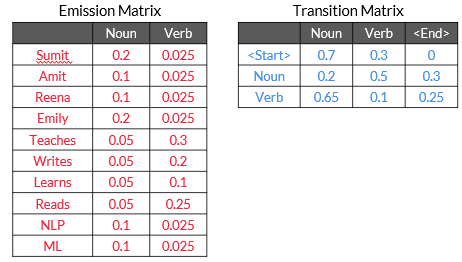 Emission Matrix
Noun Verb
Sumit 0.2 0.025
Amit 0.1 0.025
Reena 0.1 0.025
Emily 0.2 0.025
Teaches 0.05 0.3
Writes 0.05 0.2
Learns 0.05 0.1
Reads 0.05 0.25
NLP 0.1 0.025
ML 0.1 0.025
Transition Matrix
Noun Verb <End>
<Start> 0.7 0.3 0
Noun 0.2 0.5 0.3
Verb 0.65 0.1 0.25